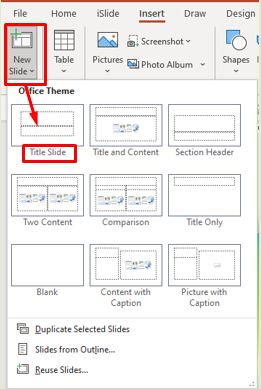 File Home iSlide Insert Draw Design
New Slide Table Pictures Screenshot Photo Album Shapes
Office Theme
Title Slide Title and Content Section Header
Two Content Comparison Title Only
Blank Content with Caption Picture with Caption
Duplicate Selected Slides
Slides from Outline...
Reuse Slides...